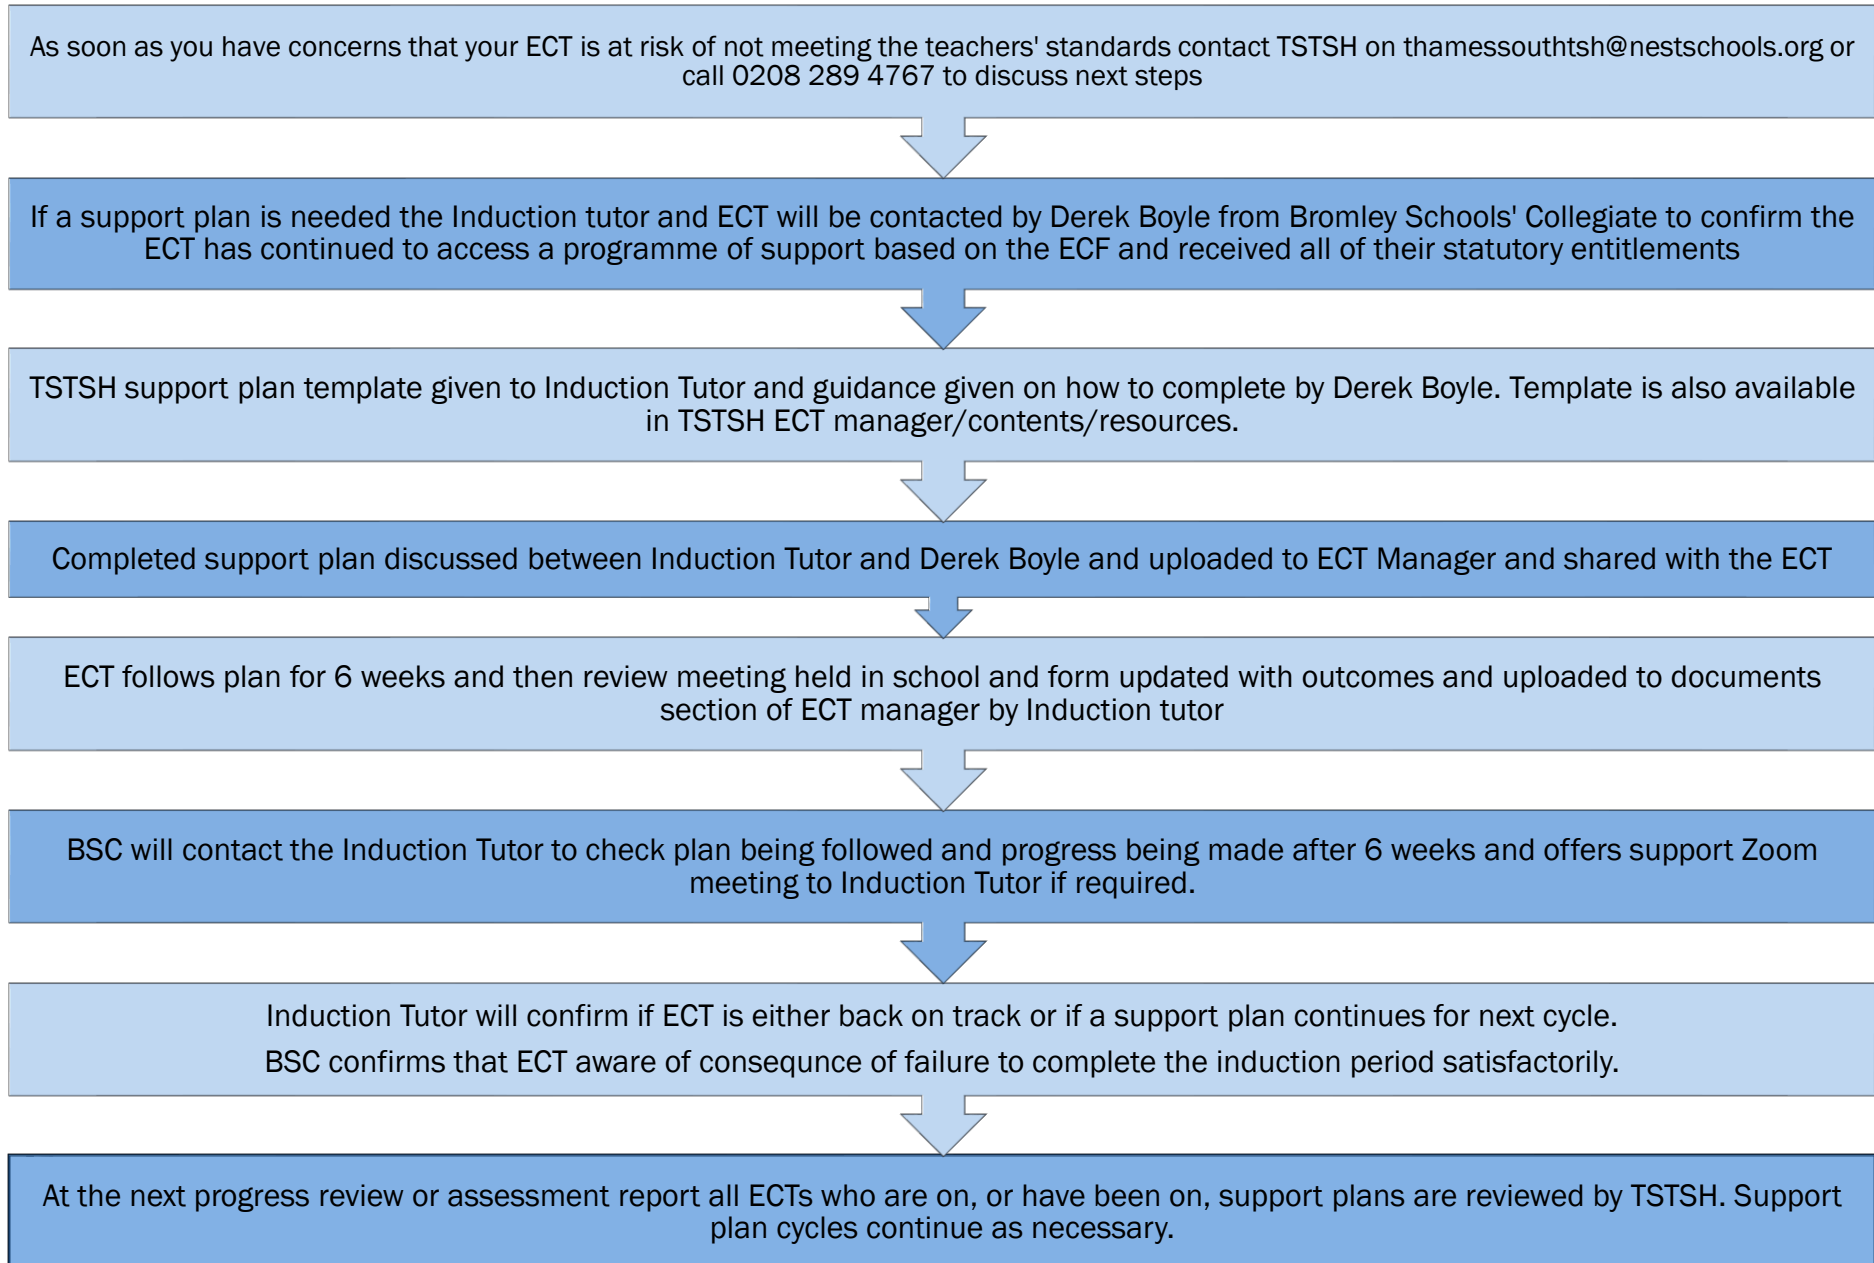 As soon as you have concerns that your ECT is at risk of not meeting the teachers' standards contact TSTSH on thamessouthtsh@nestschools.org or
call 0208 289 4767 to discuss next steps
If a support plan is needed the Induction tutor and ECT will be contacted by Derek Boyle from Bromley Schools' Collegiate to confirm the
ECT has continued to access a programme of support based on the ECF and received all of their statutory entitlements
TSTSH support plan template given to Induction Tutor and guidance given on how to complete by Derek Boyle. Template is also available
in TSTSH ECT manager/contents/resources.
Completed support plan discussed between Induction Tutor and Derek Boyle and uploaded to ECT Manager and shared with the ECT
ECT follows plan for 6 weeks and then review meeting held in school and form updated with outcomes and uploaded to documents
section of ECT manager by Induction tutor
BSC will contact the Induction Tutor to check plan being followed and progress being made after 6 weeks and offers support Zoom
meeting to Induction Tutor if required.
Induction Tutor will confirm if ECT is either back on track or if a support plan continues for next cycle.
BSC confirms that ECT aware of consequnce of failure to complete the induction period satisfactorily.
At the next progress review or assessment report all ECTs who are on, or have been on, support plans are reviewed by TSTSH. Support
plan cycles continue as necessary.